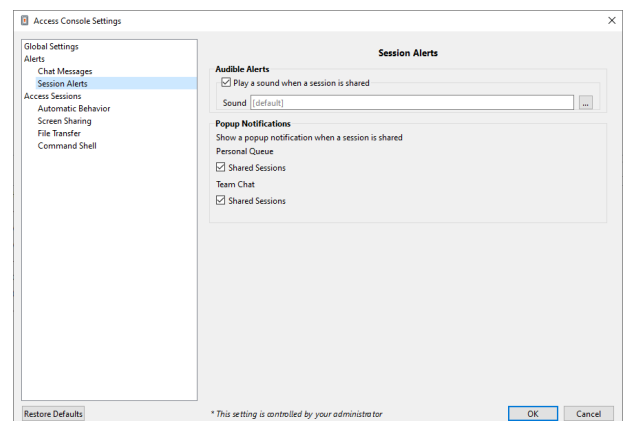 Access Console Settings
Global Settings
Alerts
Chat Messages
Session Alerts
Access Sessions
Automatic Behavior
Screen Sharing
File Transfer
Command Shell
Session Alerts
Audible Alerts
Play a sound when a session is shared
Sound [default] ...
Popup Notifications
Show a popup notification when a session is shared
Personal Queue
Shared Sessions
Team Chat
Shared Sessions
Restore Defaults * This setting is controlled by your administrator OK Cancel